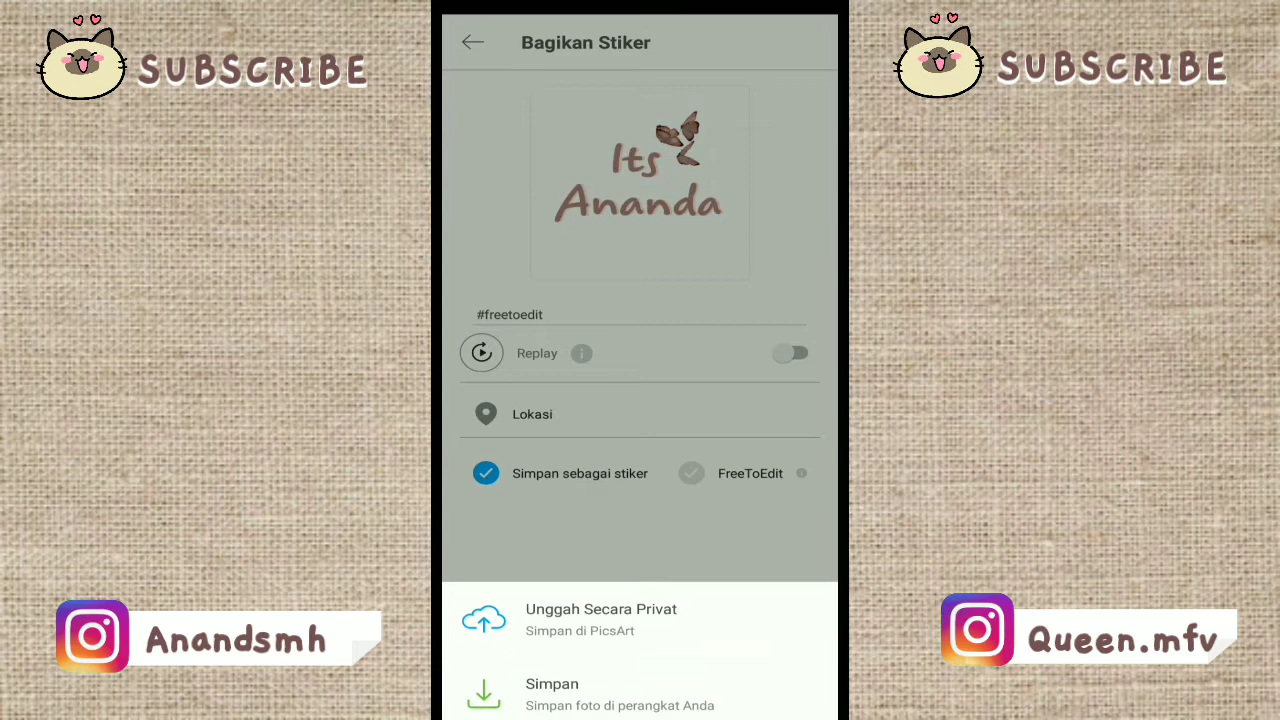 SUBSCRIBE
Bagikan Stiker
SUBSCRIBE
Its
Ananda
#freetoedit
Replay
Lokasi
Simpan sebagai stiker
FreeToEdit
Unggah Secara Privat
Simpan di PicsArt
Anandsmh
Queen.mfv
Simpan
Simpan foto di perangkat Anda